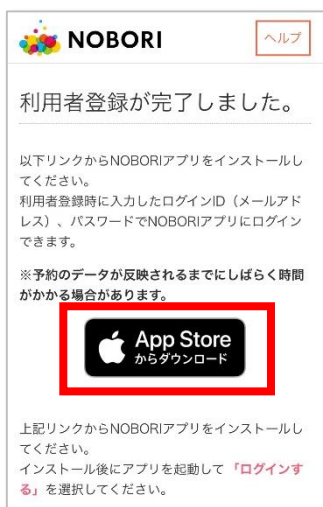 NOBORI
ヘルプ
利用者登録が完了しました。
以下リンクからNOBORIアプリをインストールし
てください。
利用者登録時に入力したログインID（メールアド
レス）、パスワードでNOBORIアプリにログイン
できます。
※予約のデータが反映されるまでにしばらく時間
がかかる場合があります。
App Store
からダウンロード
上記リンクからNOBORIアプリをインストールし
てください。
インストール後にアプリを起動して「ログインす
る」を選択してください。